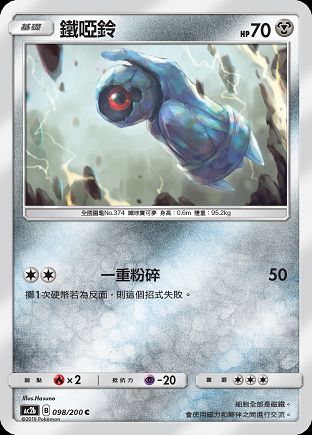 基礎 鐵啞鈴 HP70
全國圖鑑No.374 鐵球寶可夢 身高:0.6m 體重:95.2kg
一重粉碎 50
擲1次硬幣若為反面,則這個招式失敗。
弱點 ×2 抵抗力 -20 撤退
Illus.Hasuno
AC2b B 098/200 C
©2019 Pokémon
細胞全部是磁鐵。
會使用磁力和夥伴之間進行會話。